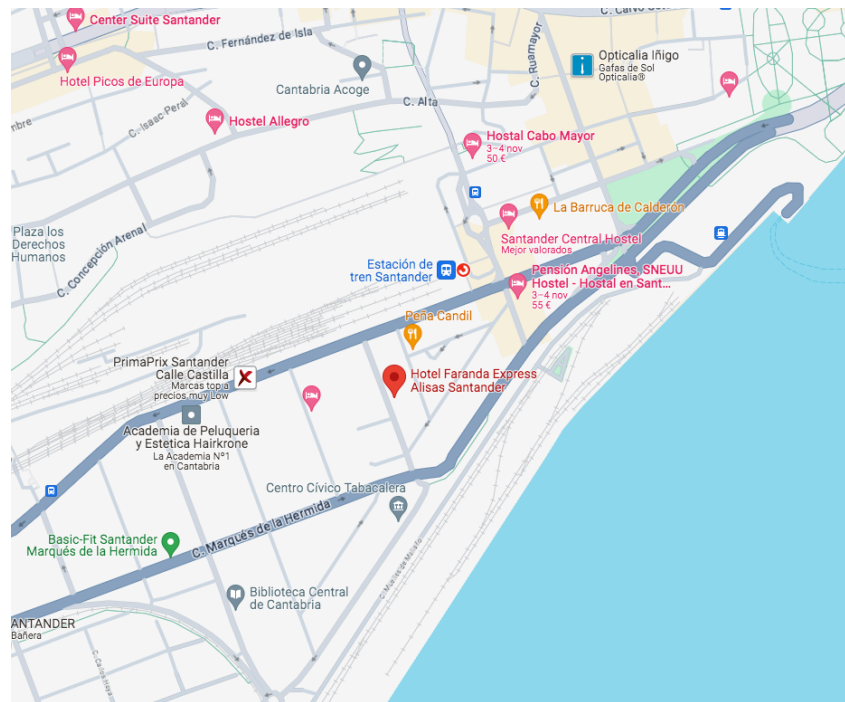 Center Suite Santander
C. Fernández de Isla
Hotel Picos de Europa
Cantabria Acoge
C. Ruamayor
Opticalia Iñigo
Gafas de Sol
Opticalia®
C. Alta
C. Isaac Peral
mbre
Hostel Allegro
Hostal Cabo Mayor
3–4 nov
50 €
La Barruca de Calderón
Plaza los
Derechos
Humanos
C. Concepción Arenal
Santander Central Hostel
Mejor valorados
Estación de
tren Santander
Pensión Angelines, SNEUU
Hostel - Hostal en Sant...
3–4 nov
55 €
Peña Candil
PrimaPrix Santander
Calle Castilla
Marcas top a
precios muy Low
Hotel Faranda Express
Alisas Santander
Academia de Peluqueria
y Estetica Hairkrone
La Academia Nº1
en Cantabria
Centro Cívico Tabacalera
C. Marqués de la Hermida
Basic-Fit Santander
Marqués de la Hermida
Biblioteca Central
de Cantabria
ANTANDER
Bañera